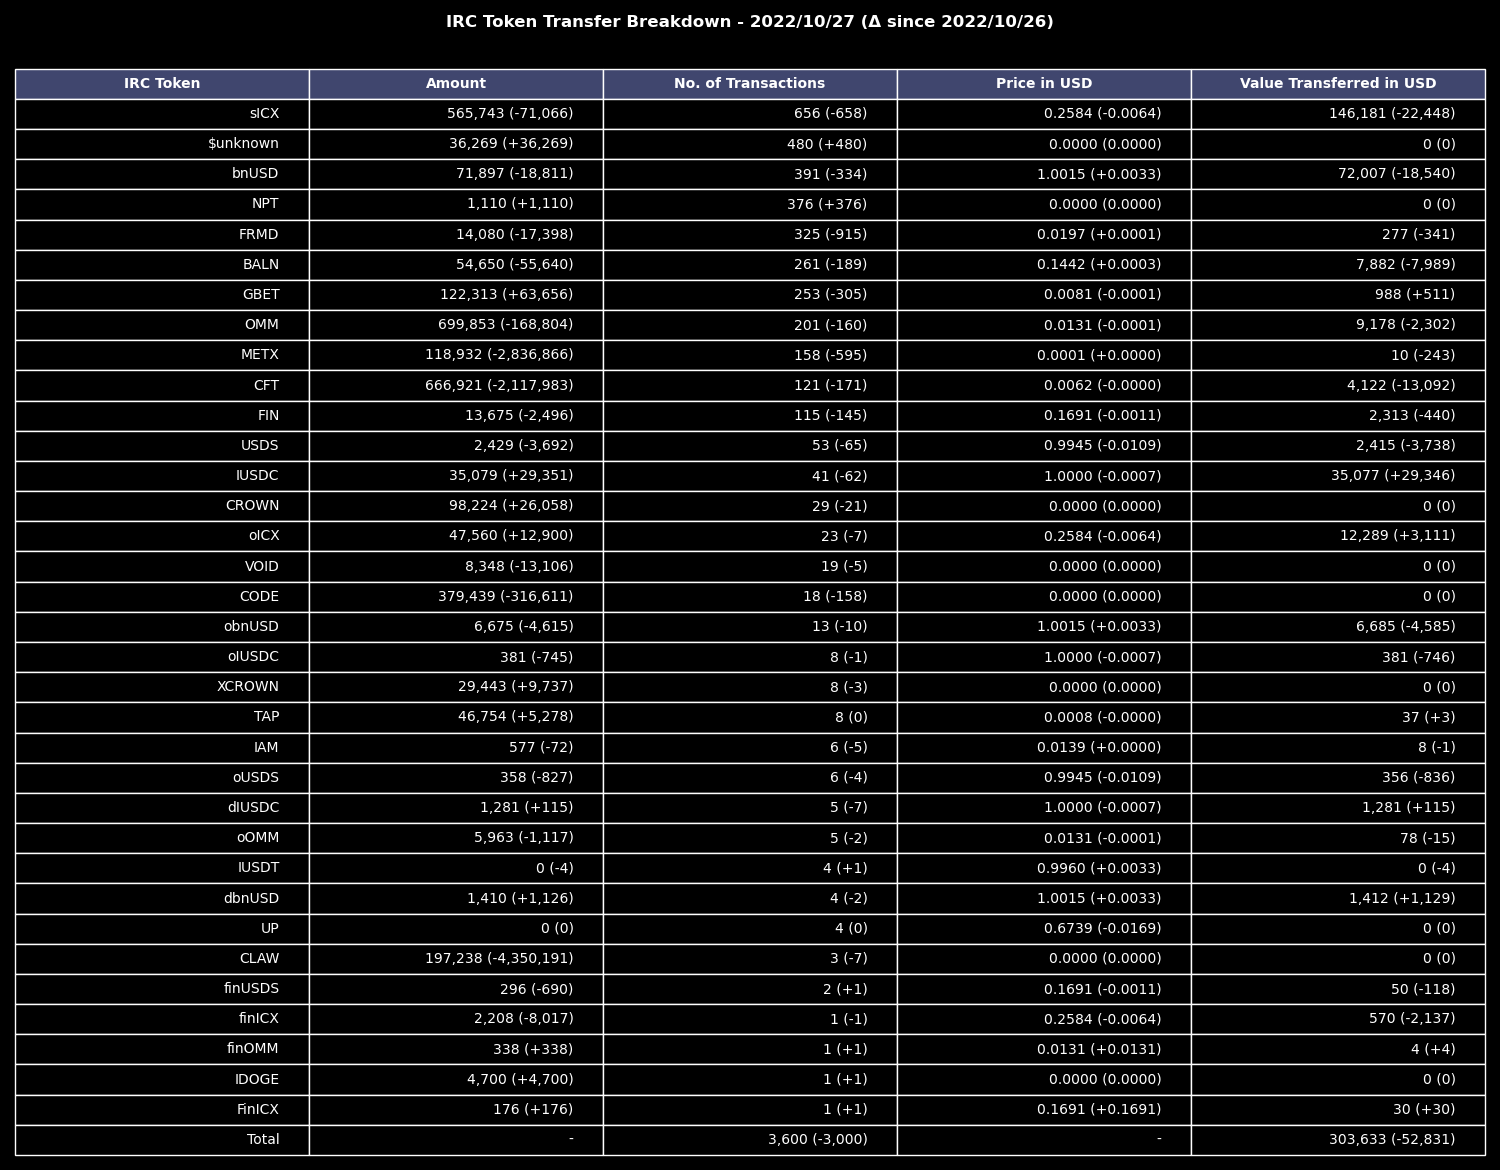 IRC Token Transfer Breakdown - 2022/10/27 (Δ since 2022/10/26)
IRC Token Amount No. of Transactions Price in USD Value Transferred in USD
sICX 565,743 (-71,066) 656 (-658) 0.2584 (-0.0064) 146,181 (-22,448)
$unknown 36,269 (+36,269) 480 (+480) 0.0000 (0.0000) 0 (0)
bnUSD 71,897 (-18,811) 391 (-334) 1.0015 (+0.0033) 72,007 (-18,540)
NPT 1,110 (+1,110) 376 (+376) 0.0000 (0.0000) 0 (0)
FRMD 14,080 (-17,398) 325 (-915) 0.0197 (+0.0001) 277 (-341)
BALN 54,650 (-55,640) 261 (-189) 0.1442 (+0.0003) 7,882 (-7,989)
GBET 122,313 (+63,656) 253 (-305) 0.0081 (-0.0001) 988 (+511)
OMM 699,853 (-168,804) 201 (-160) 0.0131 (-0.0001) 9,178 (-2,302)
METX 118,932 (-2,836,866) 158 (-595) 0.0001 (+0.0000) 10 (-243)
CFT 666,921 (-2,117,983) 121 (-171) 0.0062 (-0.0000) 4,122 (-13,092)
FIN 13,675 (-2,496) 115 (-145) 0.1691 (-0.0011) 2,313 (-440)
USDS 2,429 (-3,692) 53 (-65) 0.9945 (-0.0109) 2,415 (-3,738)
IUSDC 35,079 (+29,351) 41 (-62) 1.0000 (-0.0007) 35,077 (+29,346)
CROWN 98,224 (+26,058) 29 (-21) 0.0000 (0.0000) 0 (0)
oICX 47,560 (+12,900) 23 (-7) 0.2584 (-0.0064) 12,289 (+3,111)
VOID 8,348 (-13,106) 19 (-5) 0.0000 (0.0000) 0 (0)
CODE 379,439 (-316,611) 18 (-158) 0.0000 (0.0000) 0 (0)
obnUSD 6,675 (-4,615) 13 (-10) 1.0015 (+0.0033) 6,685 (-4,585)
oIUSDC 381 (-745) 8 (-1) 1.0000 (-0.0007) 381 (-746)
XCROWN 29,443 (+9,737) 8 (-3) 0.0000 (0.0000) 0 (0)
TAP 46,754 (+5,278) 8 (0) 0.0008 (-0.0000) 37 (+3)
IAM 577 (-72) 6 (-5) 0.0139 (+0.0000) 8 (-1)
oUSDS 358 (-827) 6 (-4) 0.9945 (-0.0109) 356 (-836)
dIUSDC 1,281 (+115) 5 (-7) 1.0000 (-0.0007) 1,281 (+115)
oOMM 5,963 (-1,117) 5 (-2) 0.0131 (-0.0001) 78 (-15)
IUSDT 0 (-4) 4 (+1) 0.9960 (+0.0033) 0 (-4)
dbnUSD 1,410 (+1,126) 4 (-2) 1.0015 (+0.0033) 1,412 (+1,129)
UP 0 (0) 4 (0) 0.6739 (-0.0169) 0 (0)
CLAW 197,238 (-4,350,191) 3 (-7) 0.0000 (0.0000) 0 (0)
finUSDS 296 (-690) 2 (+1) 0.1691 (-0.0011) 50 (-118)
finICX 2,208 (-8,017) 1 (-1) 0.2584 (-0.0064) 570 (-2,137)
finOMM 338 (+338) 1 (+1) 0.0131 (+0.0131) 4 (+4)
IDOGE 4,700 (+4,700) 1 (+1) 0.0000 (0.0000) 0 (0)
FinICX 176 (+176) 1 (+1) 0.1691 (+0.1691) 30 (+30)
Total - 3,600 (-3,000) - 303,633 (-52,831)